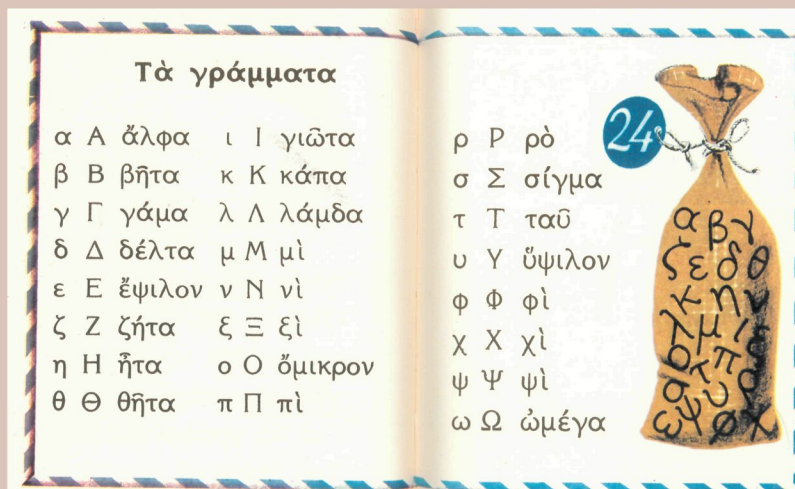 Τὰ γράμματα
α Α ἄλφα
β Β βῆτα
γ Γ γάμα
δ Δ δέλτα
ε Ε ἔψιλον
ζ Ζ ζήτα
η Η ἦτα
θ Θ θῆτα
ι Ι γιῶτα
κ Κ κάπα
λ Λ λάμδα
μ Μ μὶ
ν Ν νὶ
ξ Ξ ξὶ
ο Ο ὄμικρον
π Π πὶ
ρ Ρ ρὸ
σ Σ σίγμα
τ Τ ταῦ
υ Υ ὕψιλον
φ Φ φὶ
χ Χ χὶ
ψ Ψ ψὶ
ω Ω ὠμέγα
24
α β γ
ζ ε δ θ
κ η ν
λ μ ι
τ π
ε ψ υ φ χ